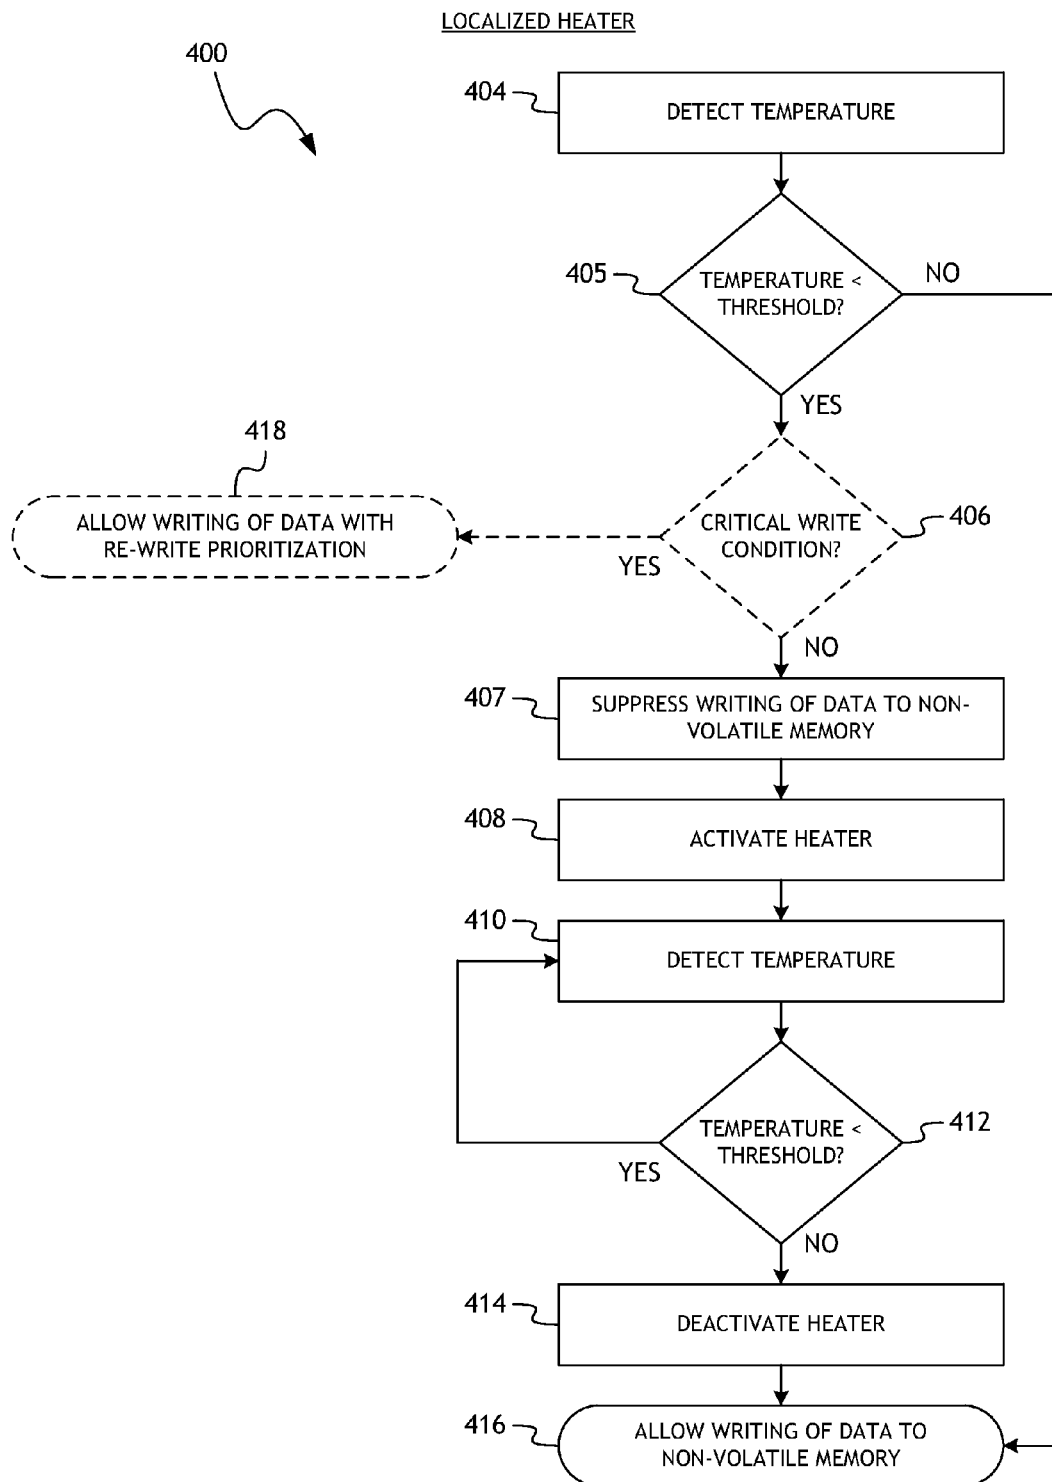 LOCALIZED HEATER
400
404
DETECT TEMPERATURE
405
TEMPERATURE <
THRESHOLD?
NO
YES
418
ALLOW WRITING OF DATA WITH
RE-WRITE PRIORITIZATION
YES
CRITICAL WRITE
CONDITION?
406
NO
407
SUPPRESS WRITING OF DATA TO NON-
VOLATILE MEMORY
408
ACTIVATE HEATER
410
DETECT TEMPERATURE
TEMPERATURE <
THRESHOLD?
412
YES
NO
414
DEACTIVATE HEATER
416
ALLOW WRITING OF DATA TO
NON-VOLATILE MEMORY